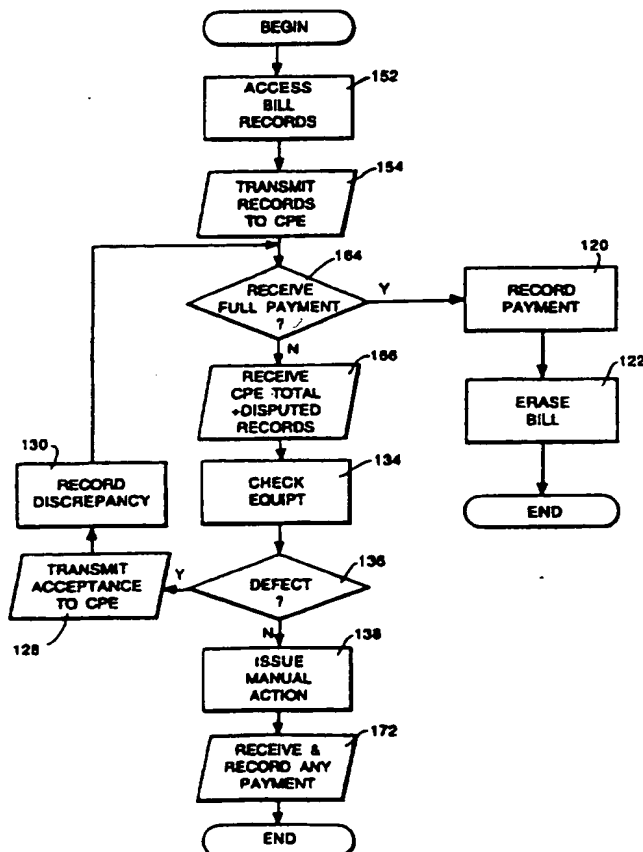 BEGIN
152
ACCESS
BILL
RECORDS
154
TRANSMIT
RECORDS
TO CPE
164
RECEIVE
FULL PAYMENT
?
Y
N
120
RECORD
PAYMENT
122
ERASE
BILL
END
166
RECEIVE
CPE TOTAL
+DISPUTED
RECORDS
134
CHECK
EQUIPT
136
DEFECT
?
Y
N
130
RECORD
DISCREPANCY
TRANSMIT
ACCEPTANCE
TO CPE
128
138
ISSUE
MANUAL
ACTION
172
RECEIVE &
RECORD ANY
PAYMENT
END